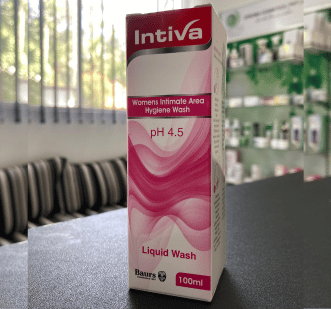 Intiva
Womens Intimate Area
Hygiene Wash
pH 4.5
Liquid Wash
Baurs
100ml